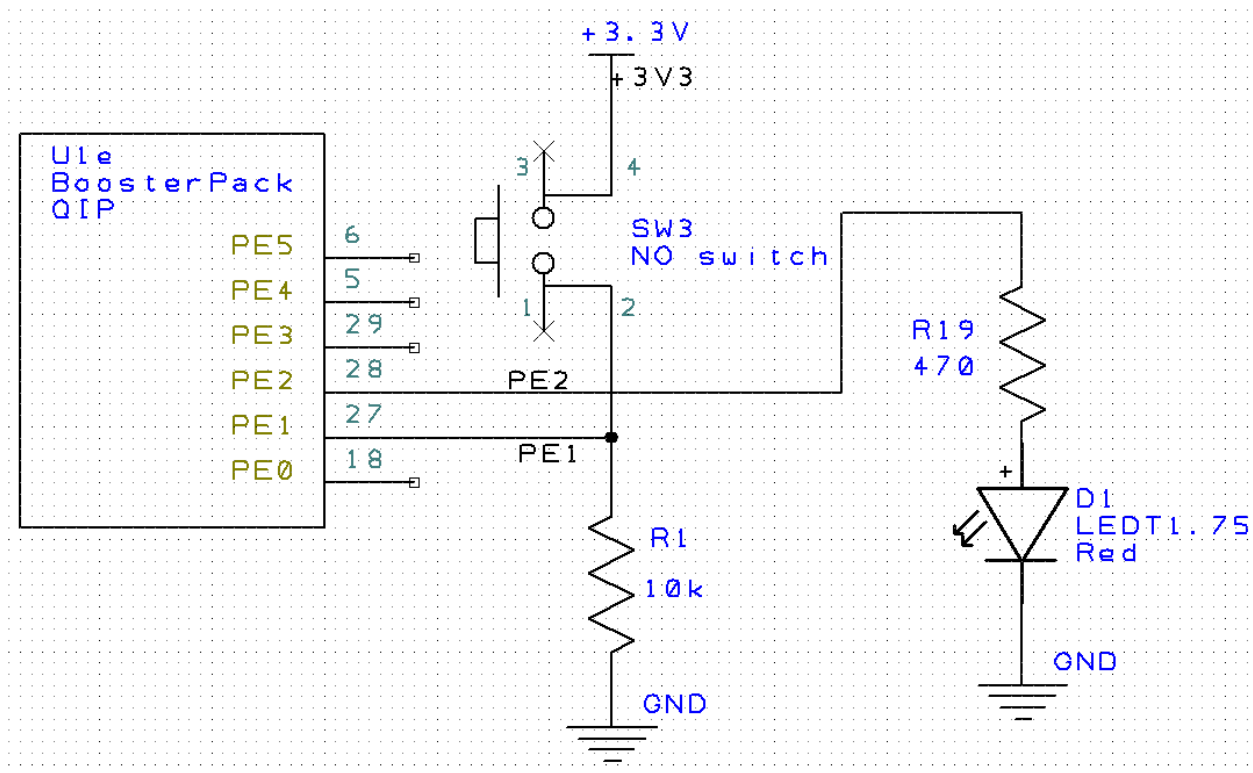 +3.3V
+3V3
U1e
BoosterPack
QIP
3
4
SW3
NO switch
1
2
PE5
6
PE4
5
PE3
29
PE2
28
PE2
PE1
27
PE1
PE0
18
R19
470
+
D1
LEDT1.75
Red
R1
10k
GND
GND